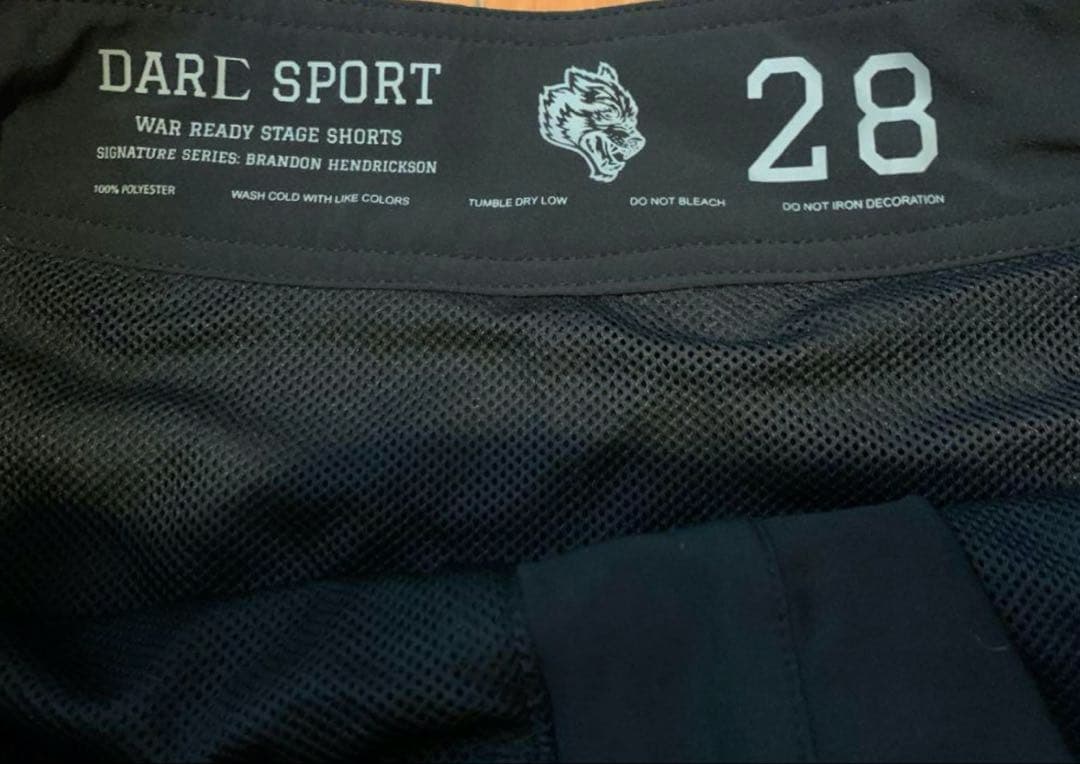 DARC SPORT
WAR READY STAGE SHORTS
SIGNATURE SERIES: BRANDON HENDRICKSON
100% POLYESTER WASH COLD WITH LIKE COLORS TUMBLE DRY LOW DO NOT BLEACH DO NOT IRON DECORATION
28